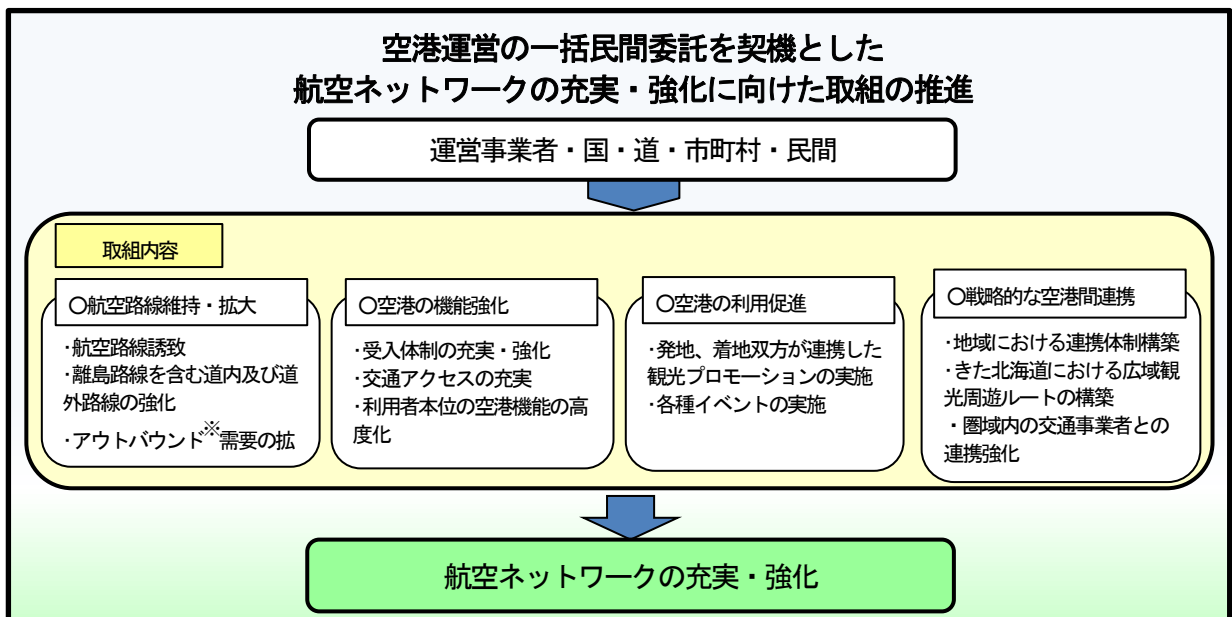 空港運営の一括民間委託を契機とした
航空ネットワークの充実・強化に向けた取組の推進
運営事業者・国・道・市町村・民間
取組内容
○航空路線維持・拡大
・航空路線誘致
・離島路線を含む道内及び道
外路線の強化
・アウトバウンド※需要の拡
○空港の機能強化
・受入体制の充実・強化
・交通アクセスの充実
・利用者本位の空港機能の高
度化
○空港の利用促進
・発地、着地双方が連携した
観光プロモーションの実施
・各種イベントの実施
○戦略的な空港間連携
・地域における連携体制構築
・きた北海道における広域観
光周遊ルートの構築
・圏域内の交通事業者との
連携強化
航空ネットワークの充実・強化